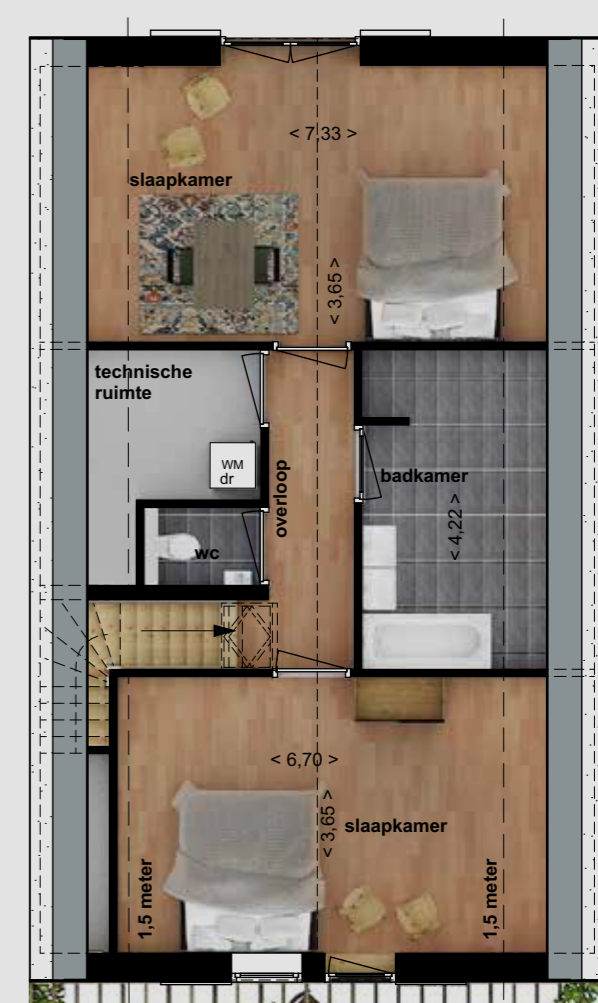 < 7,33 >
slaapkamer
< 3,65 >
technische
ruimte
WM
dr
overloop
badkamer
< 4,22 >
wc
< 6,70 >
< 3,65 >
slaapkamer
1,5 meter
1,5 meter